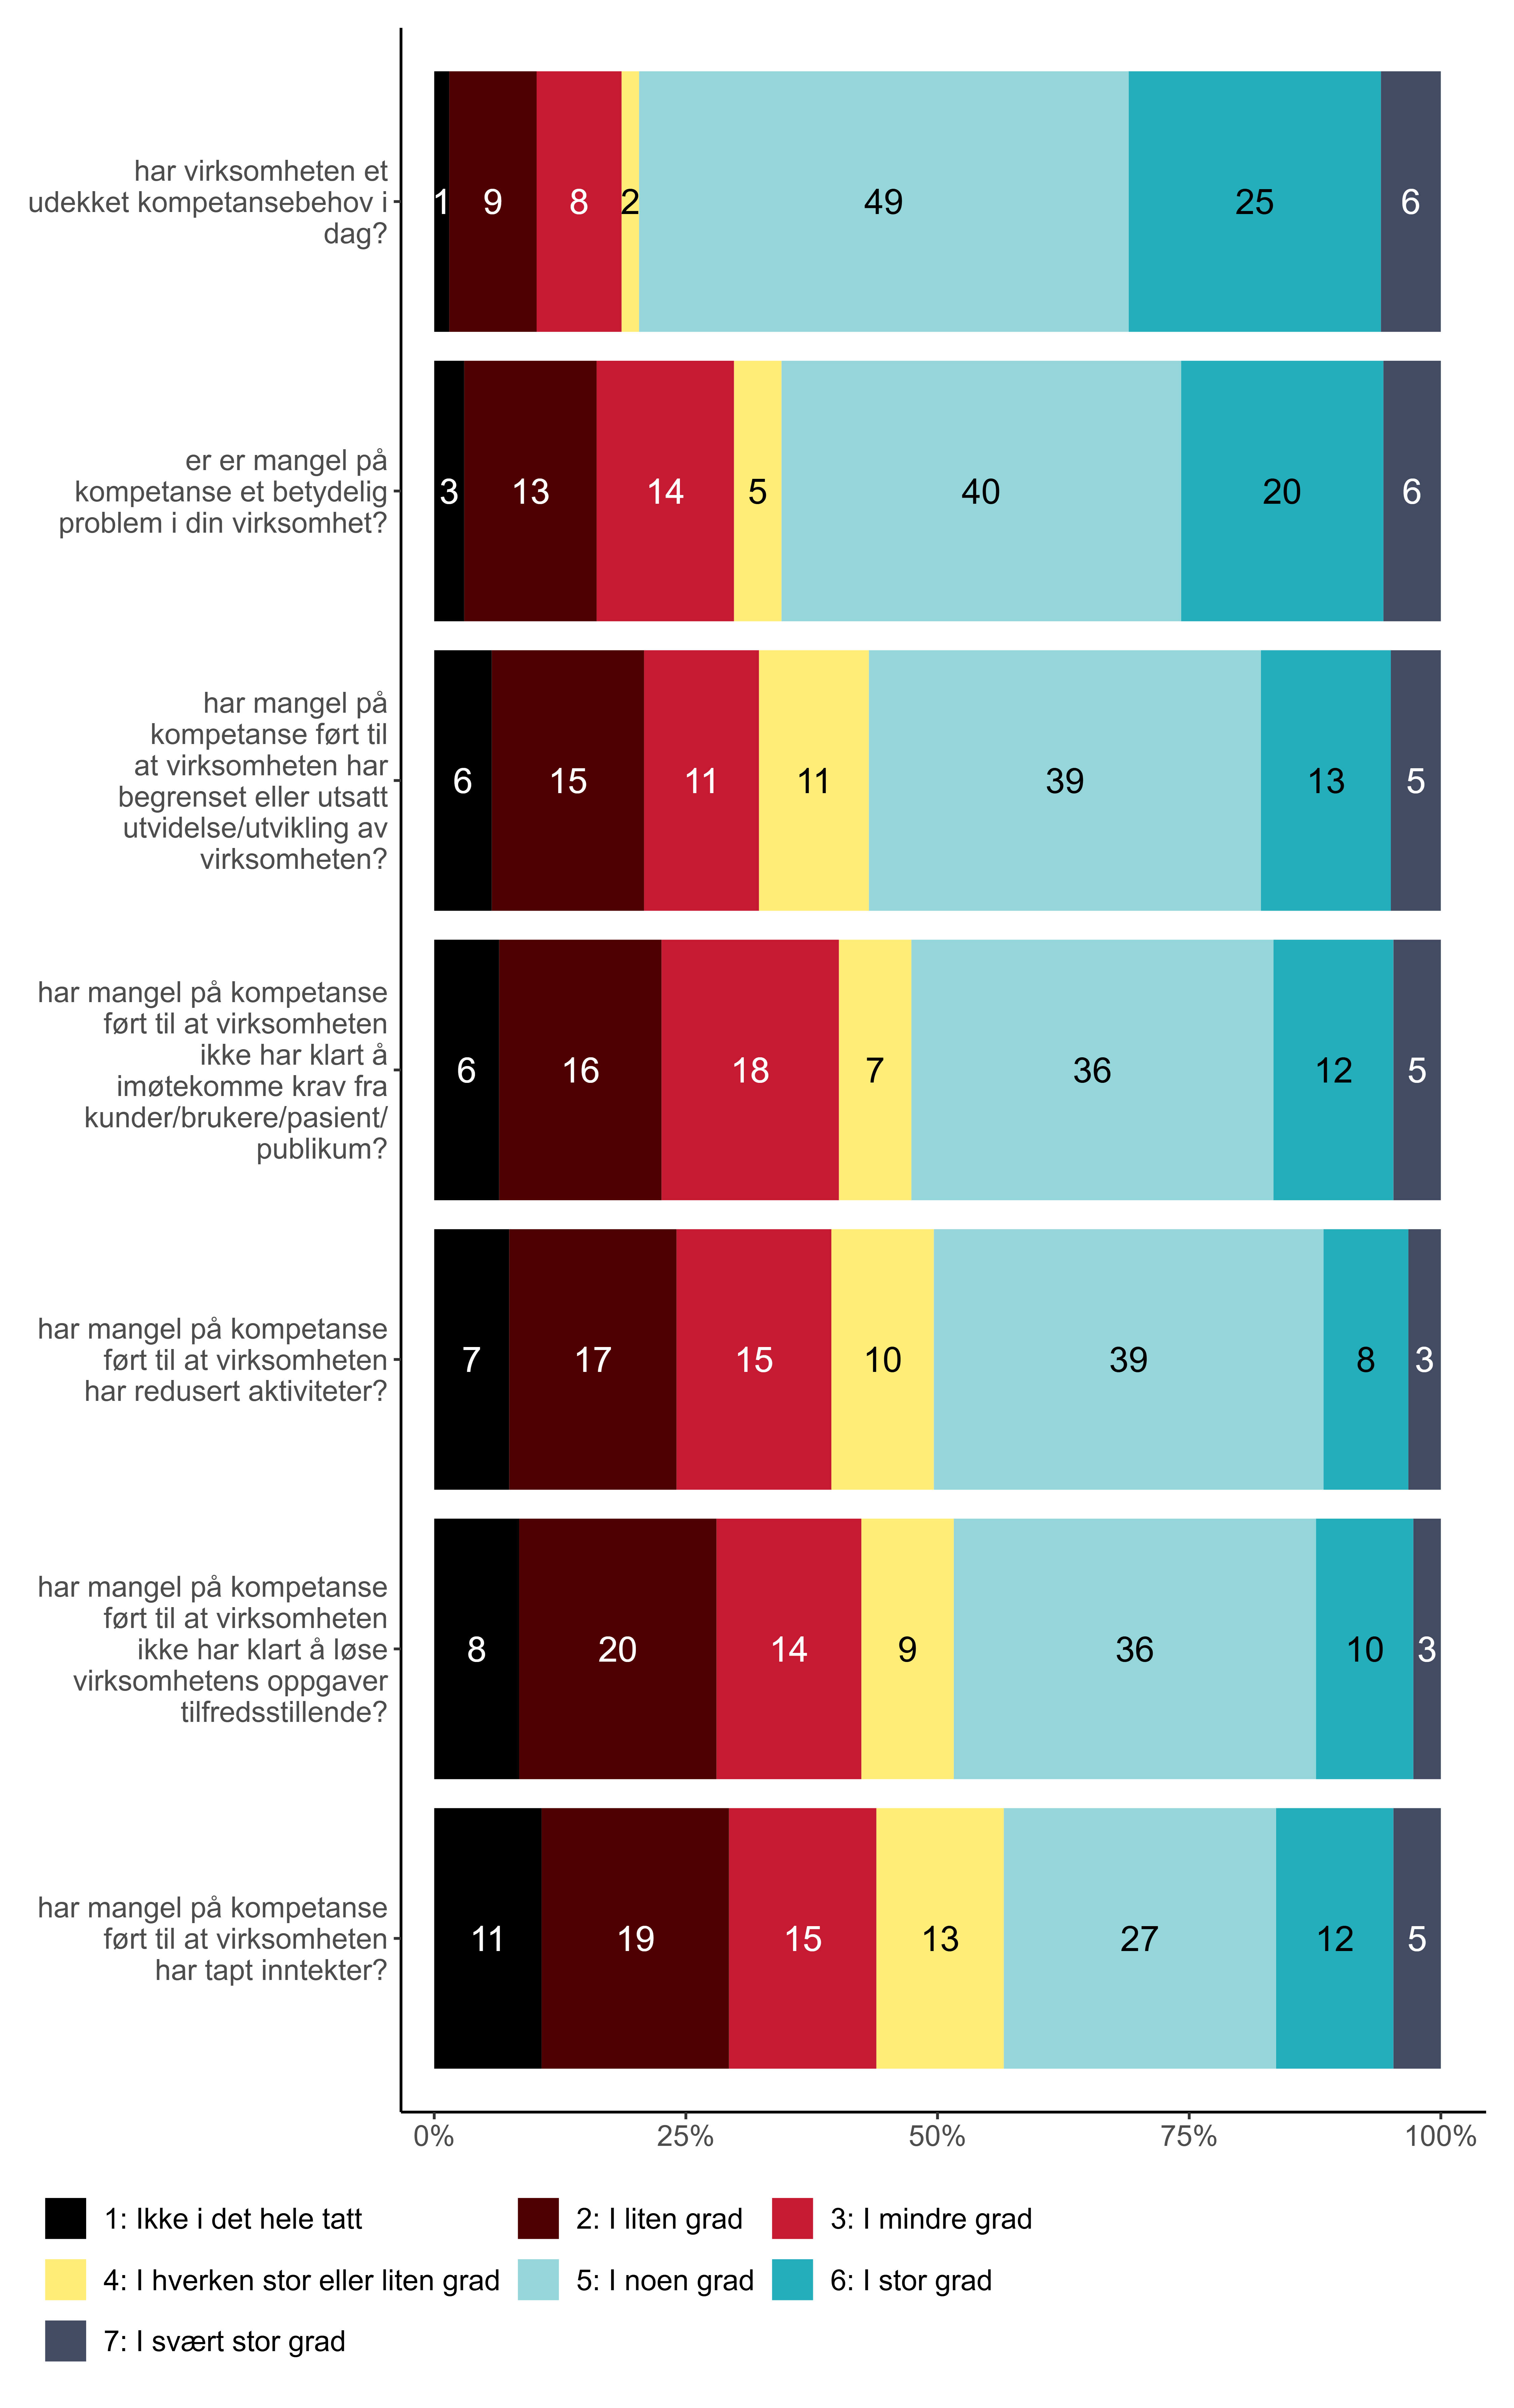 har virksomheten et
udekket kompetansebehov i
dag?
1 9 8 2 49 25 6
er er mangel på
kompetanse et betydelig
problem i din virksomhet?
3 13 14 5 40 20 6
har mangel på
kompetanse ført til
at virksomheten har
begrenset eller utsatt
utvidelse/utvikling av
virksomheten?
6 15 11 11 39 13 5
har mangel på kompetanse
ført til at virksomheten
ikke har klart å
imøtekomme krav fra
kunder/brukere/pasient/
publikum?
6 16 18 7 36 12 5
har mangel på kompetanse
ført til at virksomheten
har redusert aktiviteter?
7 17 15 10 39 8 3
har mangel på kompetanse
ført til at virksomheten
ikke har klart å løse
virksomhetens oppgaver
tilfredsstillende?
8 20 14 9 36 10 3
har mangel på kompetanse
ført til at virksomheten
har tapt inntekter?
11 19 15 13 27 12 5
0% 25% 50% 75% 100%
1: Ikke i det hele tatt 2: I liten grad 3: I mindre grad
4: I hverken stor eller liten grad 5: I noen grad 6: I stor grad
7: I svært stor grad